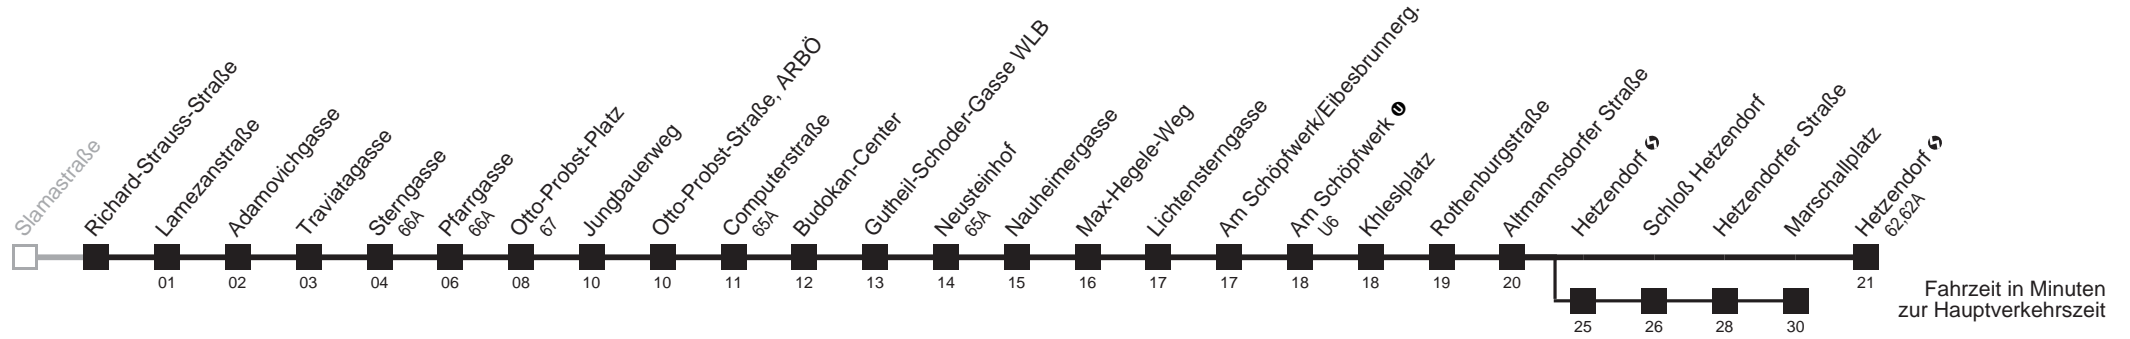 Slamastraße
Richard-Strauss-Straße
Lamezanstraße
01
Adamovichgasse
02
Traviatagasse
03
Sterngasse
66A
04
Pfarrgasse
66A
06
Otto-Probst-Platz
67
08
Jungbauerweg
10
Otto-Probst-Straße, ARBÖ
10
Computerstraße
65A
11
Budokan-Center
12
Gutheil-Schoder-Gasse WLB
13
Neusteinhof
65A
14
Nauheimergasse
15
Max-Hegele-Weg
16
Lichtensterngasse
17
Am Schöpfwerk/Eibesbrunnerg.
17
Am Schöpfwerk U
U6
18
Khleslplatz
18
Rothenburgstraße
19
Altmannsdorfer Straße
20
Hetzendorf
25
Schloß Hetzendorf
26
Hetzendorfer Straße
28
Marschallplatz
30
Hetzendorf
62,62A
21
Fahrzeit in Minuten
zur Hauptverkehrszeit